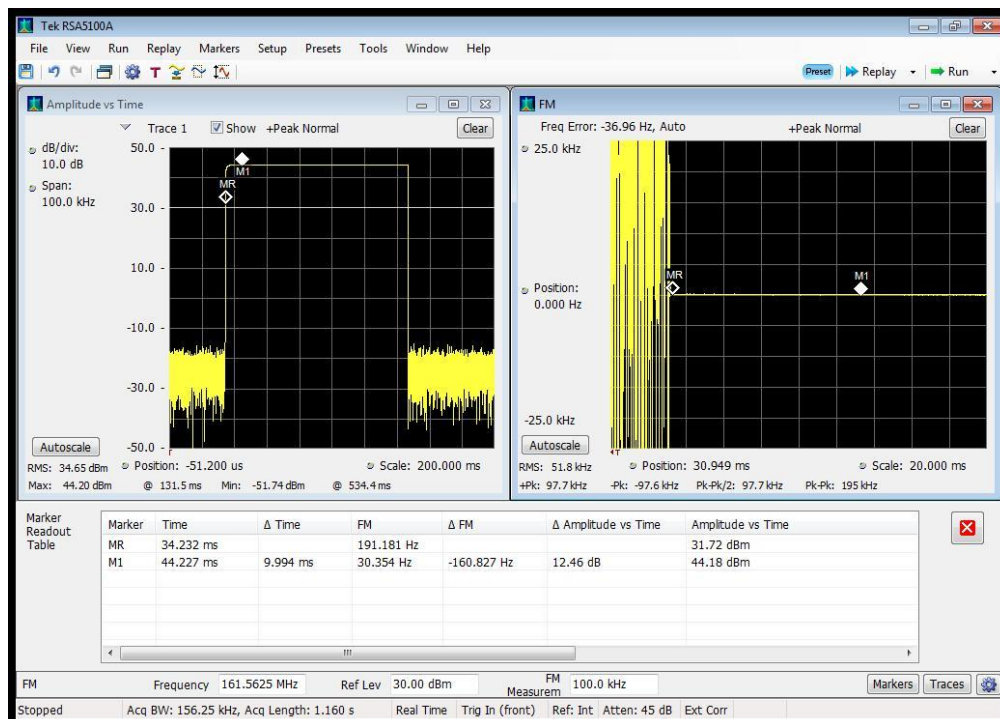 Tek RSA5100A
File View Run Replay Markers Setup Presets Tools Window Help
T Preset Replay Run
Amplitude vs Time
Trace 1 Show +Peak Normal Clear
dB/div:
10.0 dB
Span:
100.0 kHz
50.0
30.0
10.0
-10.0
-30.0
-50.0
M1
MR
Autoscale
T
RMS: 34.65 dBm Position: -51.200 us Scale: 200.000 ms
Max: 44.20 dBm @ 131.5 ms Min: -51.74 dBm @ 534.4 ms
FM
Freq Error: -36.96 Hz, Auto +Peak Normal Clear
25.0 kHz
MR M1
Position:
0.000 Hz
-25.0 kHz
Autoscale
T
RMS: 51.8 kHz Position: 30.949 ms Scale: 20.000 ms
+Pk: 97.7 kHz -Pk: -97.6 kHz Pk-Pk/2: 97.7 kHz Pk-Pk: 195 kHz
Marker
Readout
Table
Marker Time Δ Time FM Δ FM Δ Amplitude vs Time Amplitude vs Time
MR 34.232 ms 191.181 Hz 31.72 dBm
M1 44.227 ms 9.994 ms 30.354 Hz -160.827 Hz 12.46 dB 44.18 dBm
FM Frequency 161.5625 MHz Ref Lev 30.00 dBm FM Measurem 100.0 kHz Markers Traces
Stopped Acq BW: 156.25 kHz, Acq Length: 1.160 s Real Time Trig In (front) Ref: Int Atten: 45 dB Ext Corr